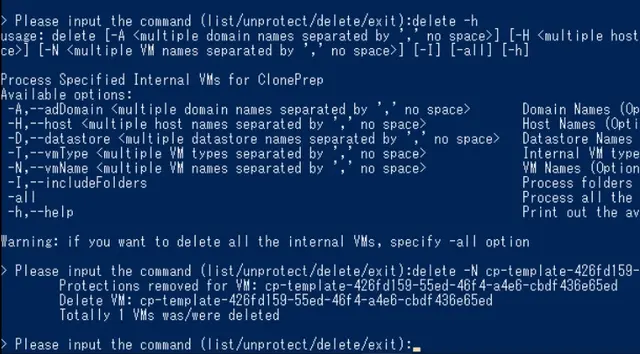 > Please input the command (list/unprotect/delete/exit):delete -h
usage: delete [-A <multiple domain names separated by ',' no space>] [-H <multiple host
ce>] [-N <multiple VM names separated by ',' no space>] [-I] [-all] [-h]
Process Specified Internal VMs for ClonePrep
Available options:
-A,--adDomain <multiple domain names separated by ',' no space> Domain Names (Op
-H,--host <multiple host names separated by ',' no space> Host Names (Opti
-D,--datastore <multiple datastore names separated by ',' no space> Datastore Names
-T,--vmType <multiple VM types separated by ',' no space> Internal VM type
-N,--vmName <multiple VM names separated by ',' no space> VM Names (Option
-I,--includeFolders Process folders
-all Process all the
-h,--help Print out the av
Warning: if you want to delete all the internal VMs, specify -all option
> Please input the command (list/unprotect/delete/exit):delete -N cp-template-426fd159-
Protections removed for VM: cp-template-426fd159-55ed-46f4-a4e6-cbdf436e65ed
Delete VM: cp-template-426fd159-55ed-46f4-a4e6-cbdf436e65ed
Totally 1 VMs was/were deleted
> Please input the command (list/unprotect/delete/exit):